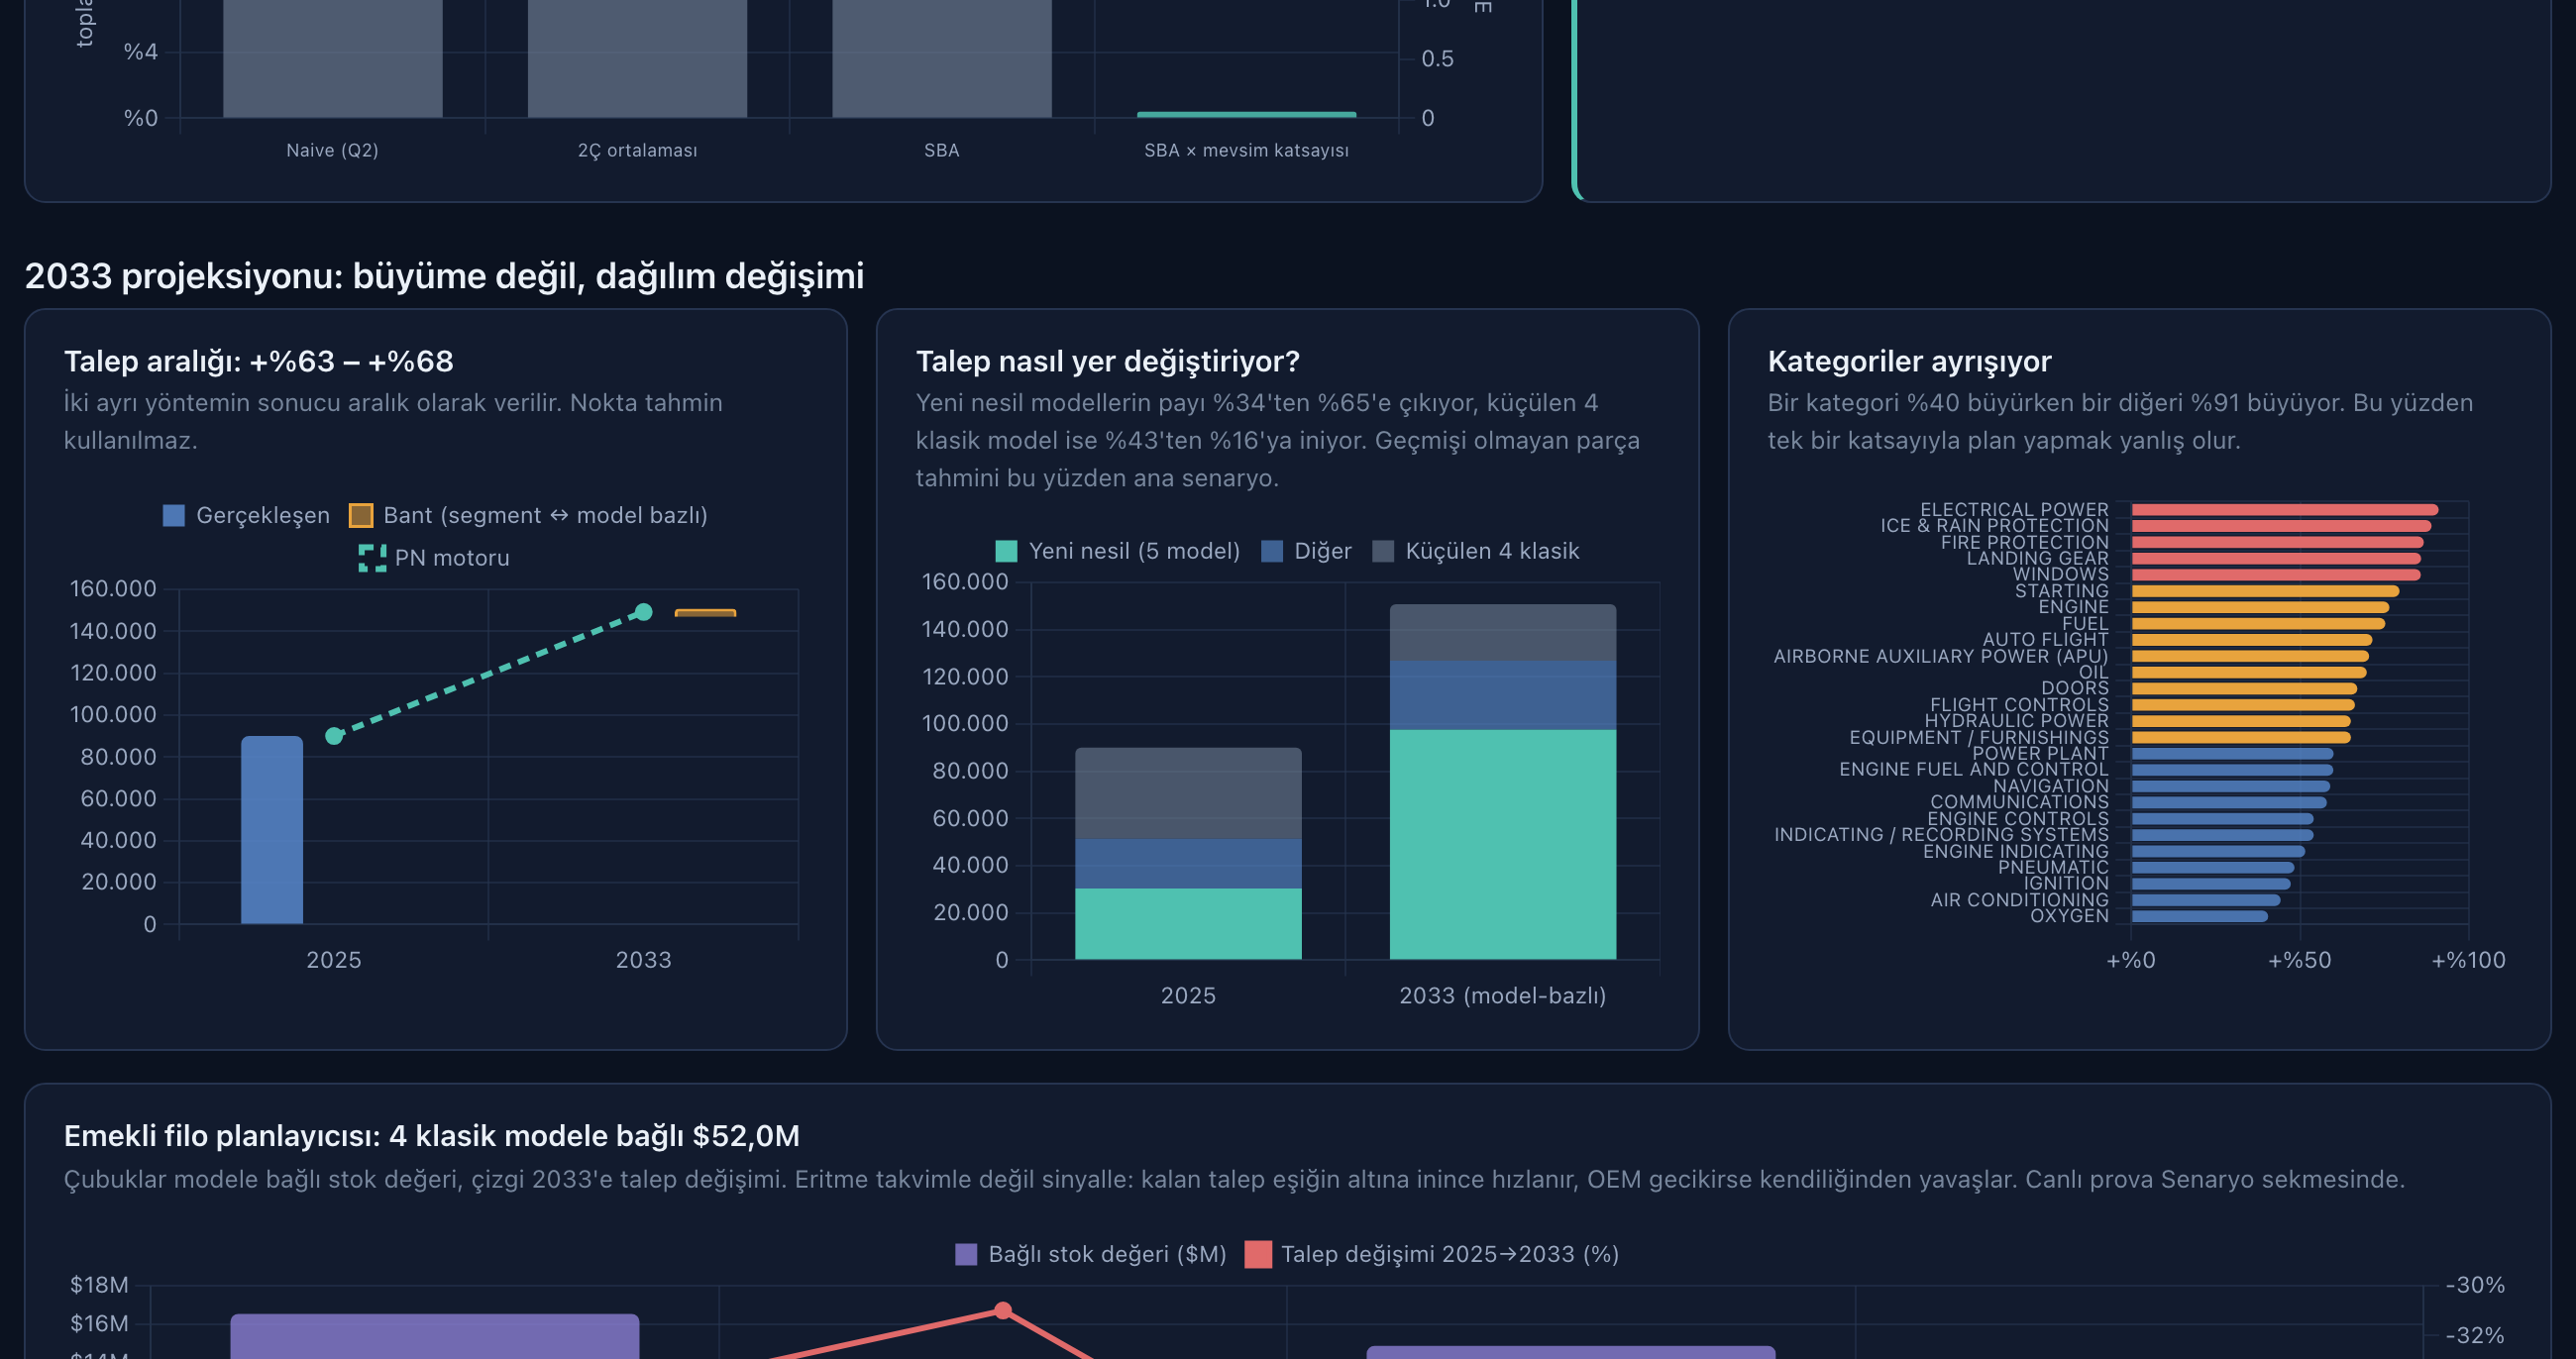 topla
%4
%0
1.0
0.5
0
E
Naive (Q2)
2Ç ortalaması
SBA
SBA × mevsim katsayısı
2033 projeksiyonu: büyüme değil, dağılım değişimi
Talep aralığı: +%63 – +%68
İki ayrı yöntemin sonucu aralık olarak verilir. Nokta tahmin
kullanılmaz.
Gerçekleşen
Bant (segment ↔ model bazlı)
PN motoru
160.000
140.000
120.000
100.000
80.000
60.000
40.000
20.000
0
2025
2033
Talep nasıl yer değiştiriyor?
Yeni nesil modellerin payı %34'ten %65'e çıkıyor, küçülen 4
klasik model ise %43'ten %16'ya iniyor. Geçmişi olmayan parça
tahmini bu yüzden ana senaryo.
Yeni nesil (5 model)
Diğer
Küçülen 4 klasik
160.000
140.000
120.000
100.000
80.000
60.000
40.000
20.000
0
2025
2033 (model-bazlı)
Kategoriler ayrışıyor
Bir kategori %40 büyürken bir diğeri %91 büyüyor. Bu yüzden
tek bir katsayıyla plan yapmak yanlış olur.
ELECTRICAL POWER
ICE & RAIN PROTECTION
FIRE PROTECTION
LANDING GEAR
WINDOWS
STARTING
ENGINE
FUEL
AUTO FLIGHT
AIRBORNE AUXILIARY POWER (APU)
OIL
DOORS
FLIGHT CONTROLS
HYDRAULIC POWER
EQUIPMENT / FURNISHINGS
POWER PLANT
ENGINE FUEL AND CONTROL
NAVIGATION
COMMUNICATIONS
ENGINE CONTROLS
INDICATING / RECORDING SYSTEMS
ENGINE INDICATING
PNEUMATIC
IGNITION
AIR CONDITIONING
OXYGEN
+%0
+%50
+%100
Emekli filo planlayıcısı: 4 klasik modele bağlı $52,0M
Çubuklar modele bağlı stok değeri, çizgi 2033'e talep değişimi. Eritme takvimle değil sinyalle: kalan talep eşiğin altına inince hızlanır, OEM gecikirse kendiliğinden yavaşlar. Canlı prova Senaryo sekmesinde.
Bağlı stok değeri ($M)
Talep değişimi 2025→2033 (%)
$18M
$16M
$14M
-30%
-32%